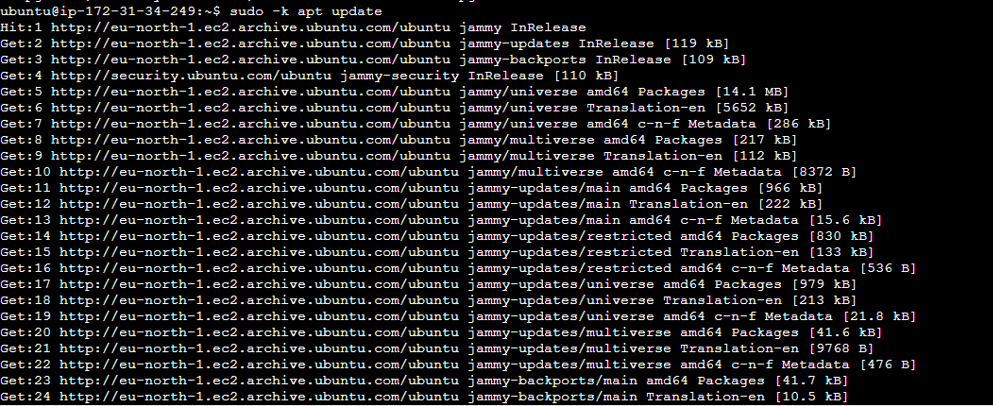 ubuntu@ip-172-31-34-249:~$ sudo -k apt update
Hit:1 http://eu-north-1.ec2.archive.ubuntu.com/ubuntu jammy InRelease
Get:2 http://eu-north-1.ec2.archive.ubuntu.com/ubuntu jammy-updates InRelease [119 kB]
Get:3 http://eu-north-1.ec2.archive.ubuntu.com/ubuntu jammy-backports InRelease [109 kB]
Get:4 http://security.ubuntu.com/ubuntu jammy-security InRelease [110 kB]
Get:5 http://eu-north-1.ec2.archive.ubuntu.com/ubuntu jammy/universe amd64 Packages [14.1 MB]
Get:6 http://eu-north-1.ec2.archive.ubuntu.com/ubuntu jammy/universe Translation-en [5652 kB]
Get:7 http://eu-north-1.ec2.archive.ubuntu.com/ubuntu jammy/universe amd64 c-n-f Metadata [286 kB]
Get:8 http://eu-north-1.ec2.archive.ubuntu.com/ubuntu jammy/multiverse amd64 Packages [217 kB]
Get:9 http://eu-north-1.ec2.archive.ubuntu.com/ubuntu jammy/multiverse Translation-en [112 kB]
Get:10 http://eu-north-1.ec2.archive.ubuntu.com/ubuntu jammy/multiverse amd64 c-n-f Metadata [8372 B]
Get:11 http://eu-north-1.ec2.archive.ubuntu.com/ubuntu jammy-updates/main amd64 Packages [966 kB]
Get:12 http://eu-north-1.ec2.archive.ubuntu.com/ubuntu jammy-updates/main Translation-en [222 kB]
Get:13 http://eu-north-1.ec2.archive.ubuntu.com/ubuntu jammy-updates/main amd64 c-n-f Metadata [15.6 kB]
Get:14 http://eu-north-1.ec2.archive.ubuntu.com/ubuntu jammy-updates/restricted amd64 Packages [830 kB]
Get:15 http://eu-north-1.ec2.archive.ubuntu.com/ubuntu jammy-updates/restricted Translation-en [133 kB]
Get:16 http://eu-north-1.ec2.archive.ubuntu.com/ubuntu jammy-updates/restricted amd64 c-n-f Metadata [536 B]
Get:17 http://eu-north-1.ec2.archive.ubuntu.com/ubuntu jammy-updates/universe amd64 Packages [979 kB]
Get:18 http://eu-north-1.ec2.archive.ubuntu.com/ubuntu jammy-updates/universe Translation-en [213 kB]
Get:19 http://eu-north-1.ec2.archive.ubuntu.com/ubuntu jammy-updates/universe amd64 c-n-f Metadata [21.8 kB]
Get:20 http://eu-north-1.ec2.archive.ubuntu.com/ubuntu jammy-updates/multiverse amd64 Packages [41.6 kB]
Get:21 http://eu-north-1.ec2.archive.ubuntu.com/ubuntu jammy-updates/multiverse Translation-en [9768 B]
Get:22 http://eu-north-1.ec2.archive.ubuntu.com/ubuntu jammy-updates/multiverse amd64 c-n-f Metadata [476 B]
Get:23 http://eu-north-1.ec2.archive.ubuntu.com/ubuntu jammy-backports/main amd64 Packages [41.7 kB]
Get:24 http://eu-north-1.ec2.archive.ubuntu.com/ubuntu jammy-backports/main Translation-en [10.5 kB]